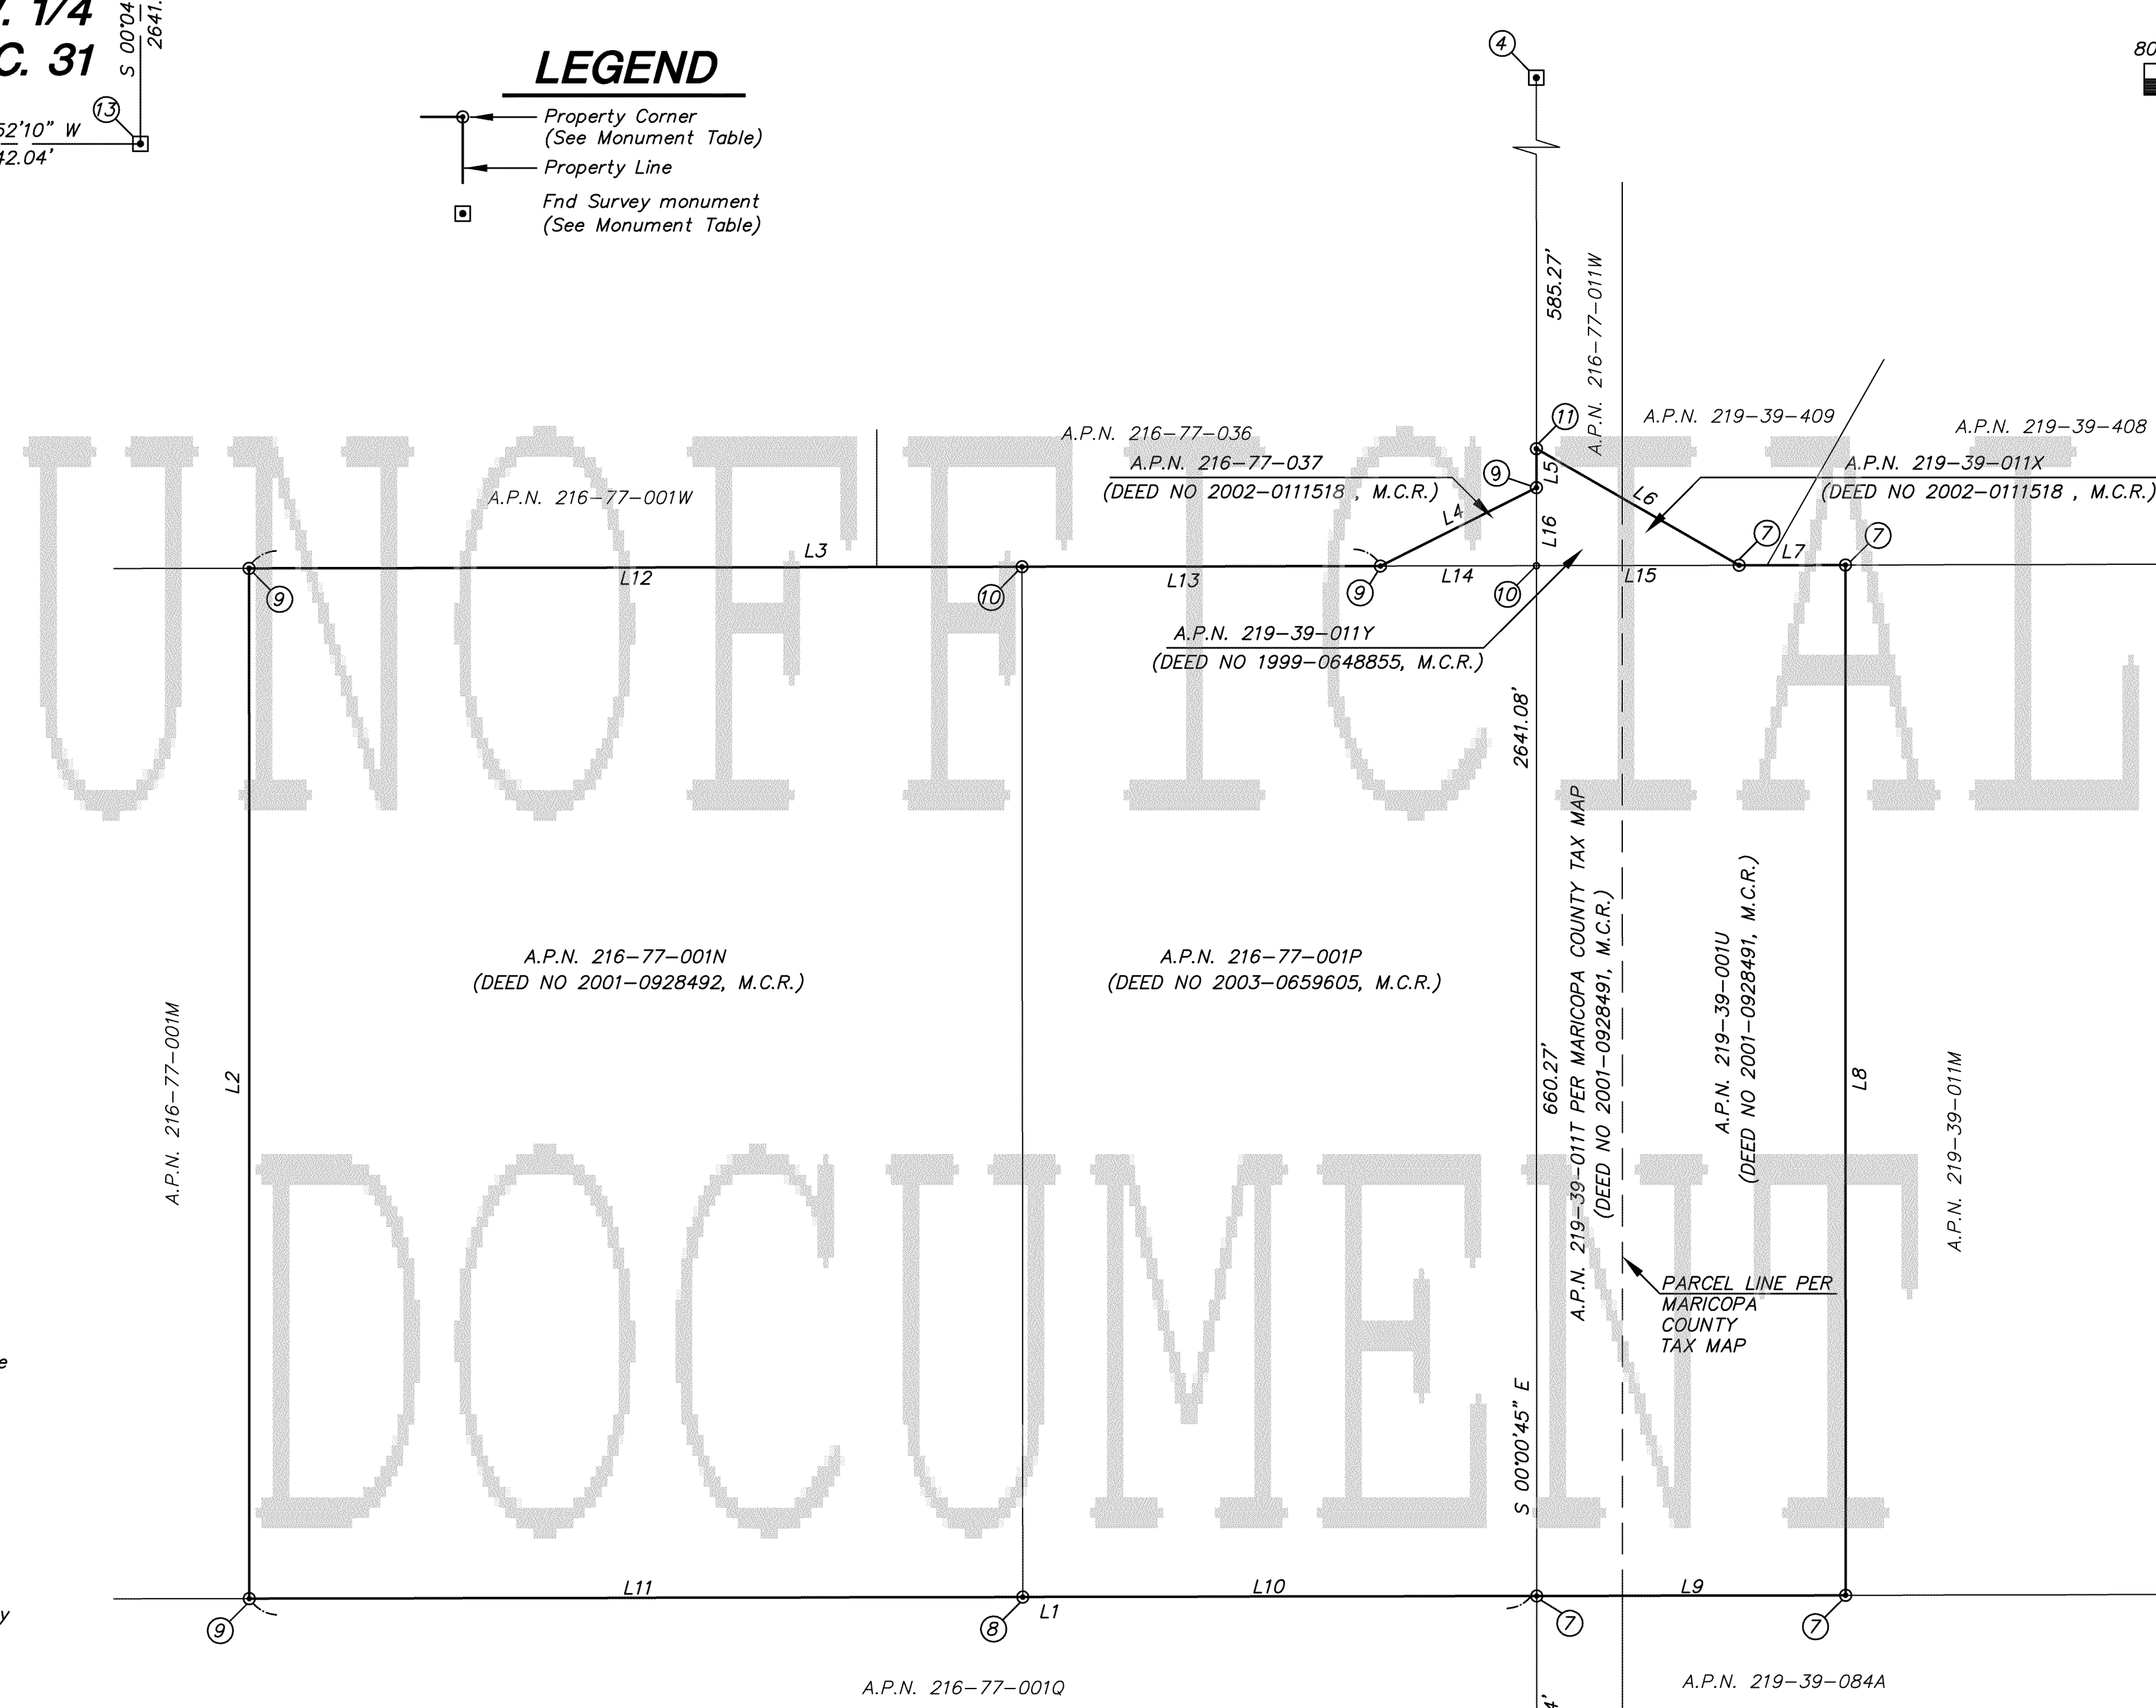 . 1/4
C. 31
S 00°04
2641.
13
52'10" W
42.04'
LEGEND
Property Corner
(See Monument Table)
Property Line
Fnd Survey monument
(See Monument Table)
4
80
585.27'
A.P.N. 216-77-011W
11
A.P.N. 219-39-409
A.P.N. 219-39-408
A.P.N. 216-77-036
A.P.N. 216-77-037
(DEED NO 2002-0111518 , M.C.R.)
9
L5
L6
A.P.N. 219-39-011X
(DEED NO 2002-0111518 , M.C.R.)
A.P.N. 216-77-001W
L4
L16
7
L7
7
L3
L12
L13
L14
L15
9
10
9
10
A.P.N. 219-39-011Y
(DEED NO 1999-0648855, M.C.R.)
UNOFFICIAL
2641.08'
A.P.N. 219-39-011T PER MARICOPA COUNTY TAX MAP
(DEED NO 2001-0928491, M.C.R.)
A.P.N. 219-39-001U
(DEED NO 2001-0928491, M.C.R.)
A.P.N. 216-77-001N
(DEED NO 2001-0928492, M.C.R.)
A.P.N. 216-77-001P
(DEED NO 2003-0659605, M.C.R.)
A.P.N. 216-77-001M
L2
660.27'
L8
A.P.N. 219-39-011M
DOCUMENT
PARCEL LINE PER
MARICOPA
COUNTY
TAX MAP
e
S 00°00'45" E
y
L11
L10
L9
L1
9
8
7
7
A.P.N. 216-77-001Q
A.P.N. 219-39-084A
4'